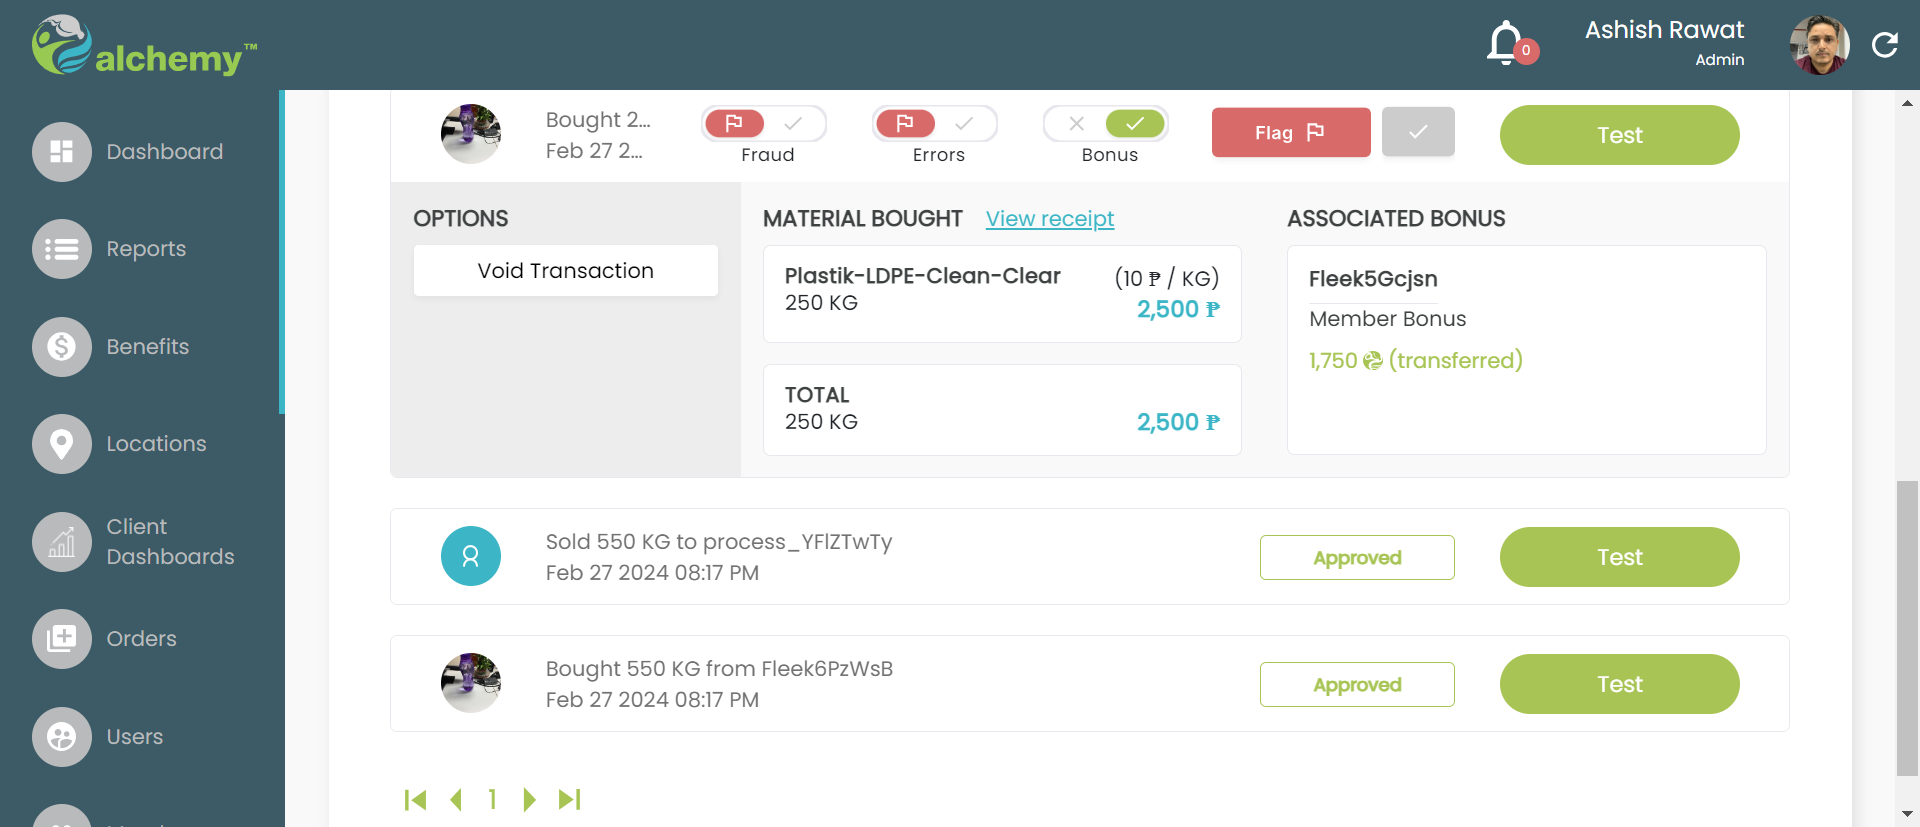 alchemy™
0
Ashish Rawat
Admin
Dashboard
Reports
Benefits
Locations
Client
Dashboards
Orders
Users
Bought 2...
Feb 27 2...
Fraud
Errors
Bonus
Flag
Test
OPTIONS
Void Transaction
MATERIAL BOUGHT View receipt
Plastik-LDPE-Clean-Clear
250 KG
(10 ₱ / KG)
2,500 ₱
TOTAL
250 KG
2,500 ₱
ASSOCIATED BONUS
Fleek5Gcjsn
Member Bonus
1,750 (transferred)
Sold 550 KG to process_YFlZTwTy
Feb 27 2024 08:17 PM
Approved
Test
Bought 550 KG from Fleek6PzWsB
Feb 27 2024 08:17 PM
Approved
Test
1